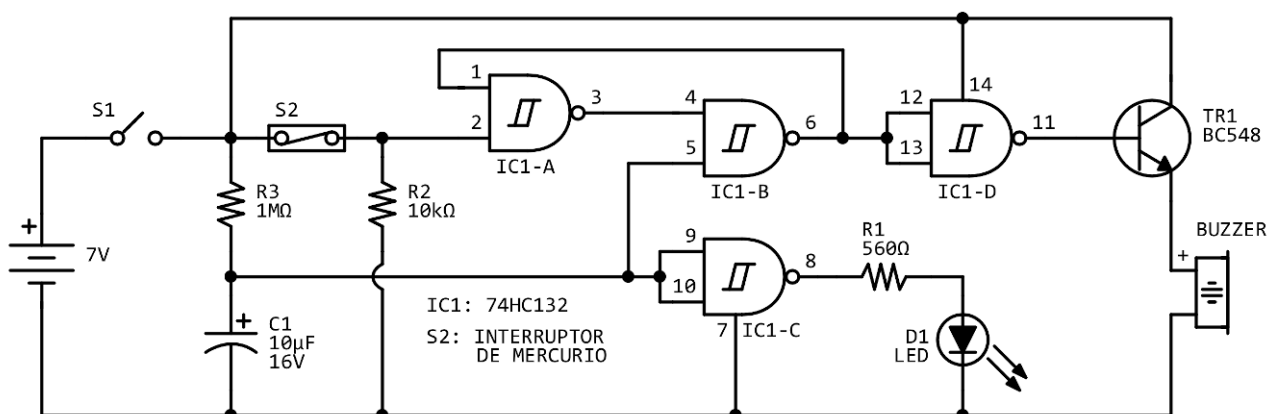 S1
S2
1
2
3
IC1-A
4
5
6
IC1-B
12
13
14
11
IC1-D
TR1
BC548
+
7V
R3
1MΩ
R2
10kΩ
+
C1
10µF
16V
9
10
8
7
IC1-C
R1
560Ω
D1
LED
BUZZER
+
IC1: 74HC132
S2: INTERRUPTOR
DE MERCURIO